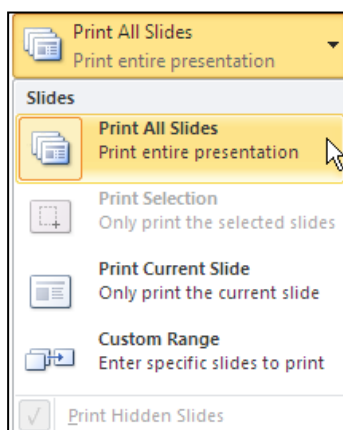 Print All Slides
Print entire presentation
Slides
Print All Slides
Print entire presentation
Print Selection
Only print the selected slides
Print Current Slide
Only print the current slide
Custom Range
Enter specific slides to print
Print Hidden Slides